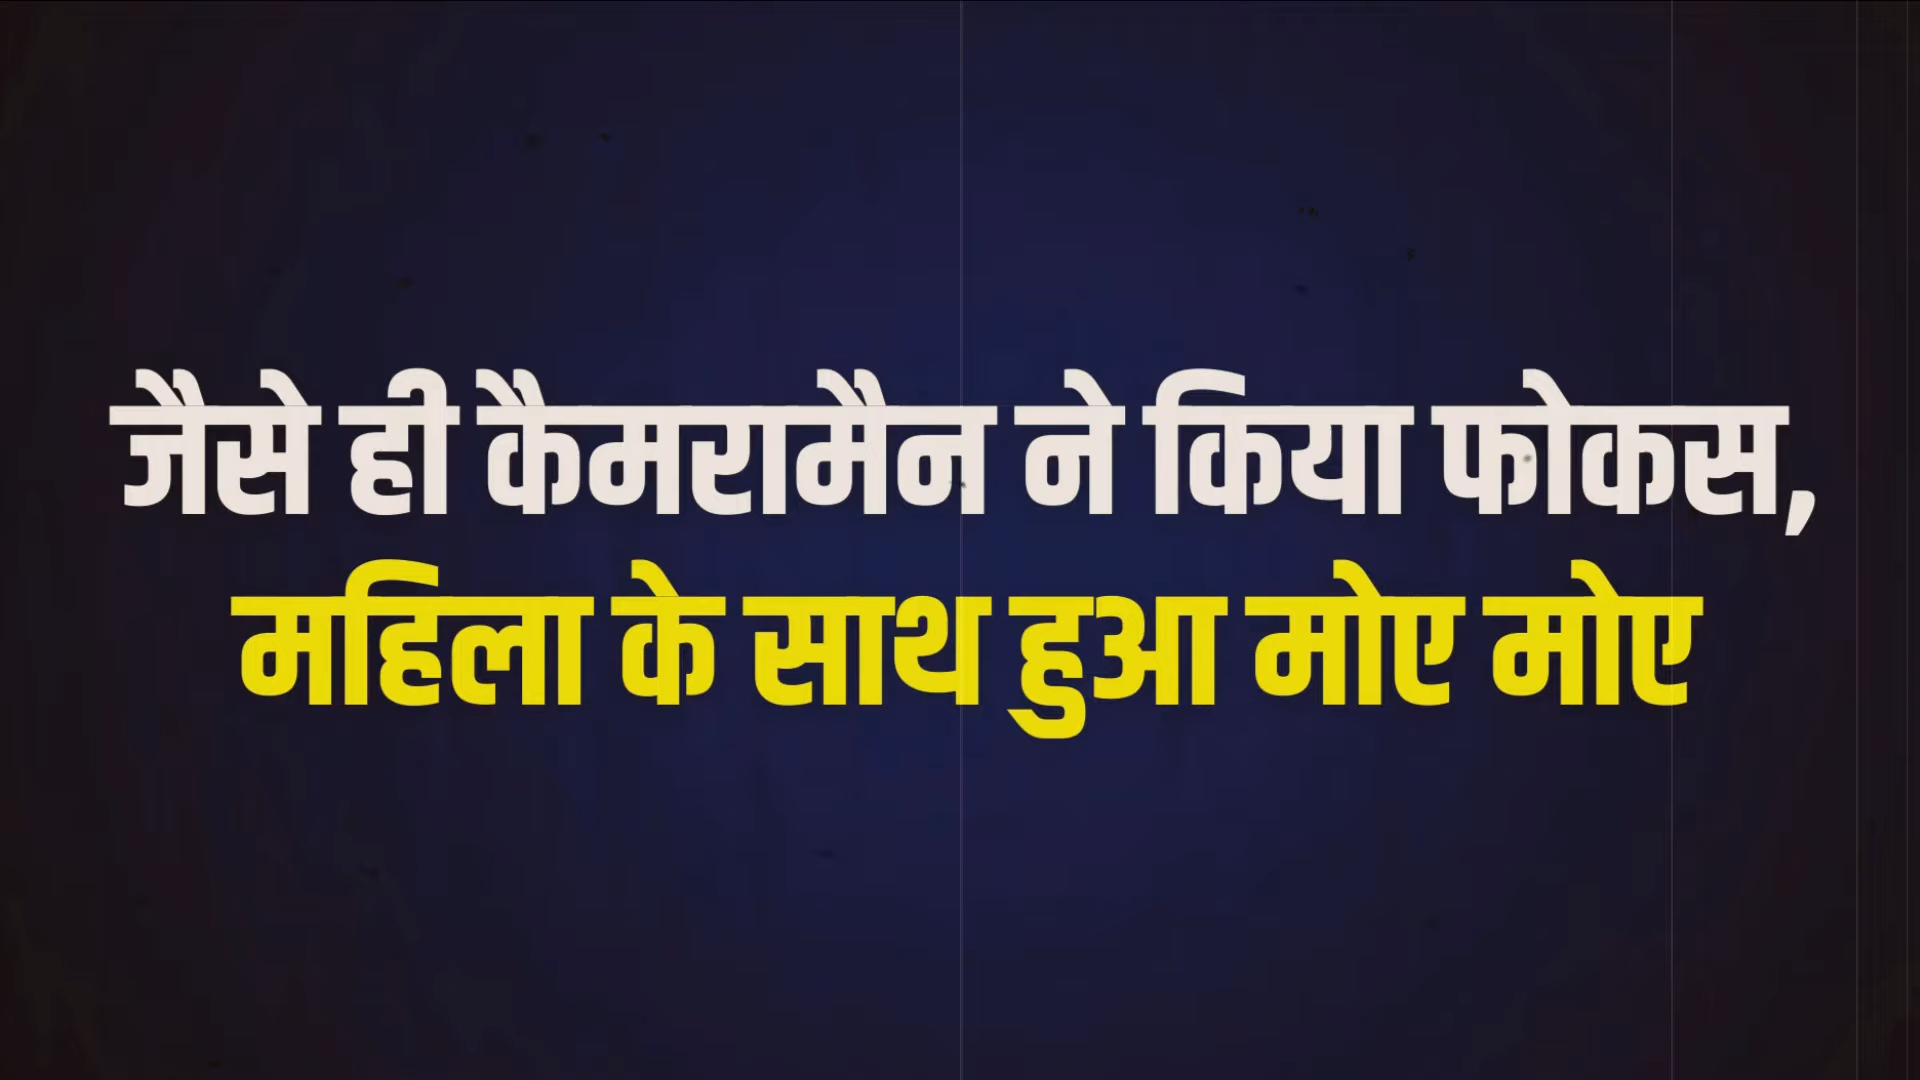 जैसे ही कैमरामैन ने किया फोकस,
महिला के साथ हुआ मोए मोए